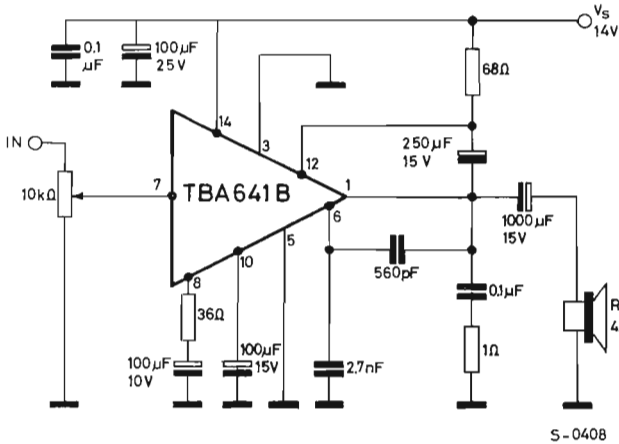 Vs
14V
0.1
µF
100µF
25V
68Ω
14
3
12
250µF
15V
IN
10kΩ
7
TBA641B
1
6
5
10
8
1000µF
15V
560pF
0.1µF
36Ω
100µF
10V
100µF
15V
2.7nF
1Ω
R
4
S-0408